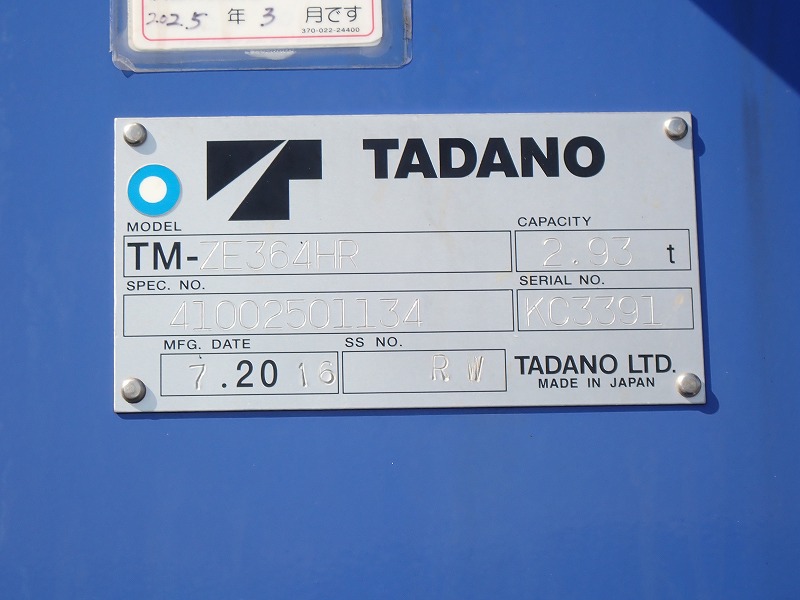 2025 年 3 月です
370-022-24400
TADANO
MODEL
TM-ZE364HR
CAPACITY
2.93 t
SPEC. NO.
41002501134
SERIAL NO.
KC3391
MFG. DATE
7.2016
SS NO.
RW
TADANO LTD.
MADE IN JAPAN